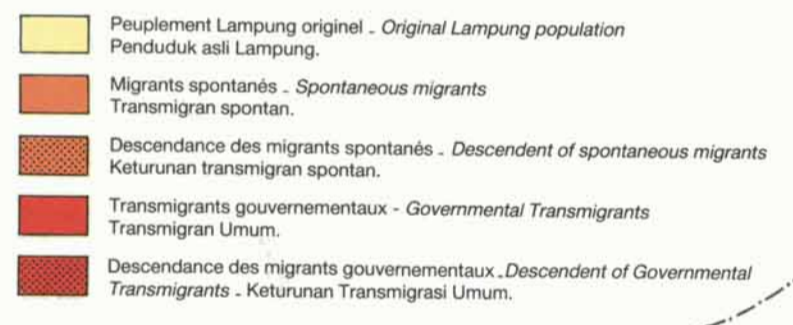 Peuplement Lampung originel - Original Lampung population
Penduduk asli Lampung.
Migrants spontanés - Spontaneous migrants
Transmigran spontan.
Descendance des migrants spontanés - Descendent of spontaneous migrants
Keturunan transmigran spontan.
Transmigrants gouvernementaux - Governmental Transmigrants
Transmigran Umum.
Descendance des migrants gouvernementaux - Descendent of Governmental
Transmigrants - Keturunan Transmigrasi Umum.